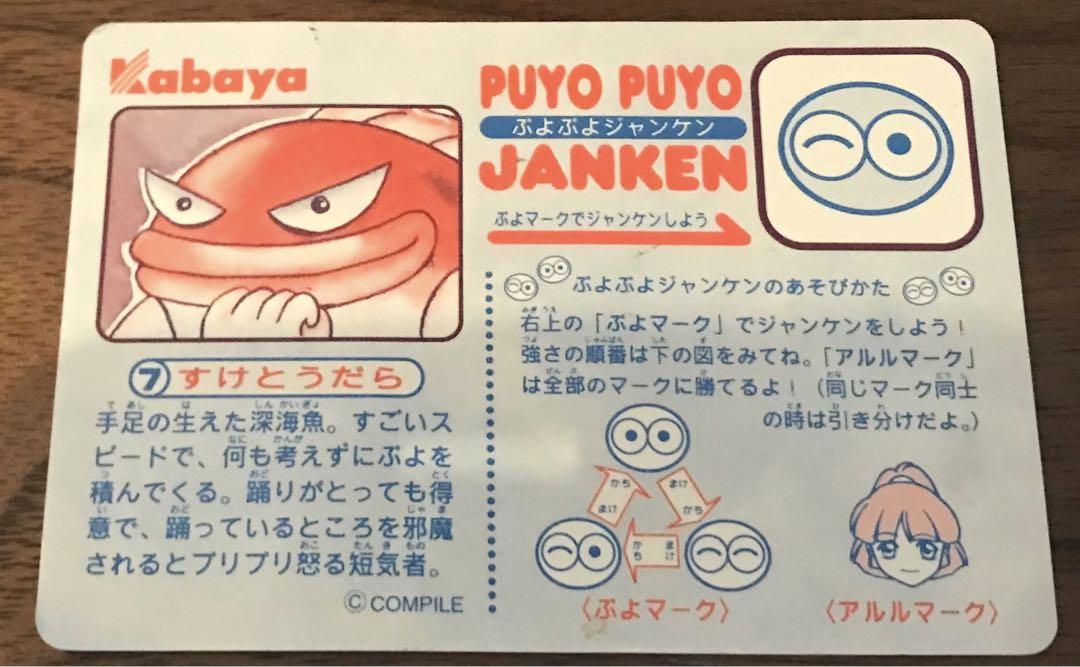 Kabaya
⑦すけとうだら
手足の生えた深海魚。すごいス
ピードで、何も考えずにぷよを
積んでくる。踊りがとっても得
意で、踊っているところを邪魔
されるとプリプリ怒る短気者。
©COMPILE
PUYO PUYO
ぷよぷよジャンケン
JANKEN
ぷよマークでジャンケンしよう
ぷよぷよジャンケンのあそびかた
右上の「ぷよマーク」でジャンケンをしよう!
強さの順番は下の図をみてね。「アルルマーク」
は全部のマークに勝てるよ!(同じマーク同士
の時は引き分けだよ。)
かち
まけ
まけ
かち
かち
まけ
〈ぷよマーク〉
〈アルルマーク〉